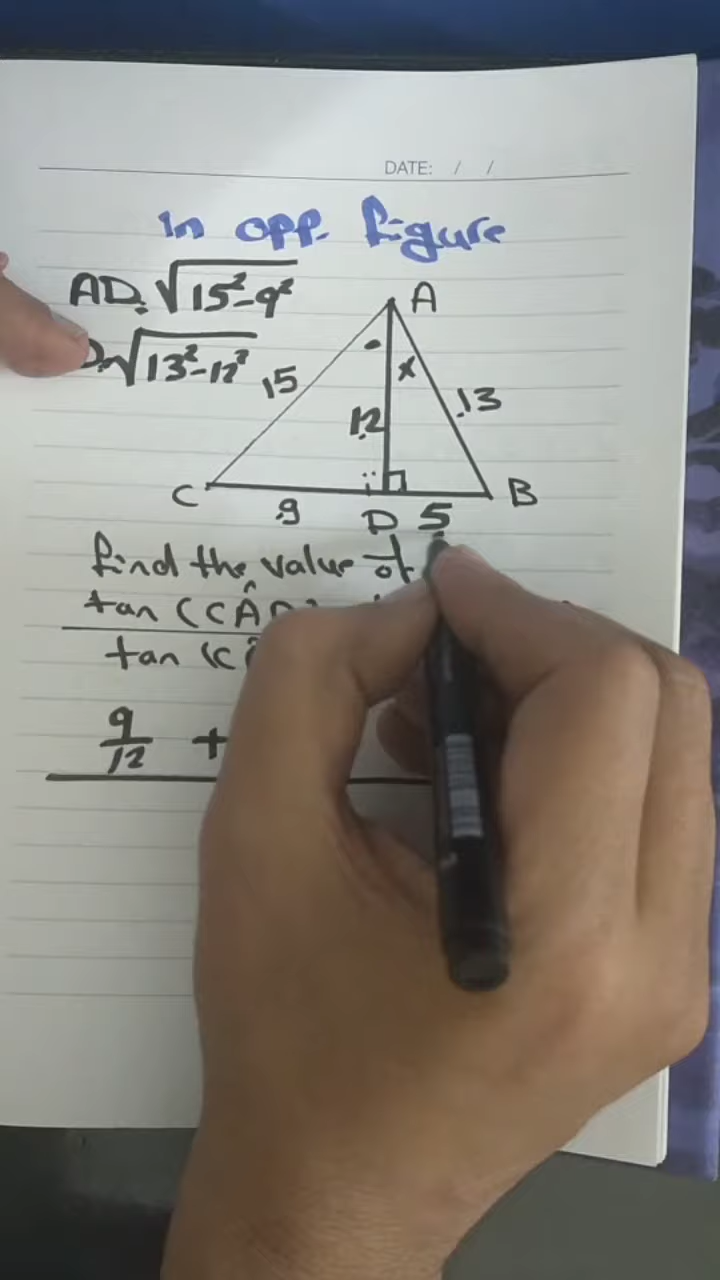 DATE: / /
In opp. figure
AD = √15²-9²
√13²-12²
A
15
x
12
13
C
9
D
5
B
find the value of
tan (CÂD)
tan (C
9/12 +